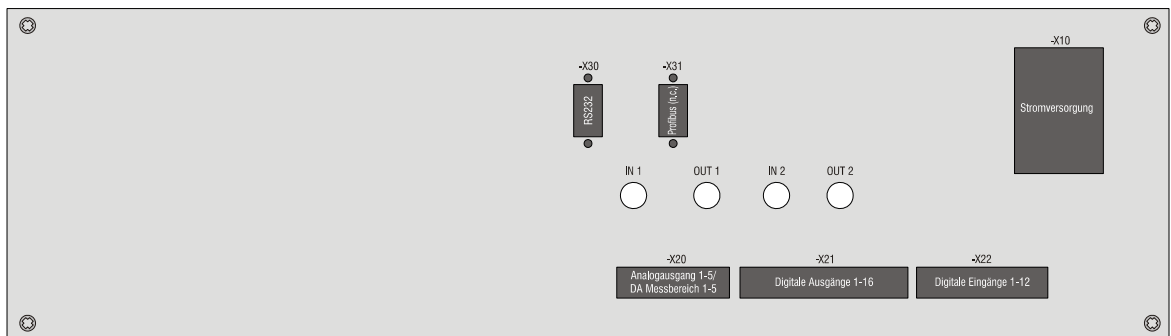 -X10
-X30
-X31
RS232
Profibus (n.c.)
Stromversorgung
IN 1
OUT 1
IN 2
OUT 2
-X20
-X21
-X22
Analogausgang 1-5/
DA Messbereich 1-5
Digitale Ausgänge 1-16
Digitale Eingänge 1-12